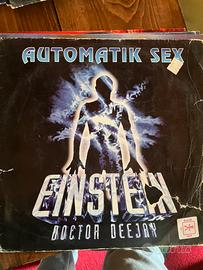 AUTOMATIK SEX
EINSTEIN
DOCTOR DEEJAY